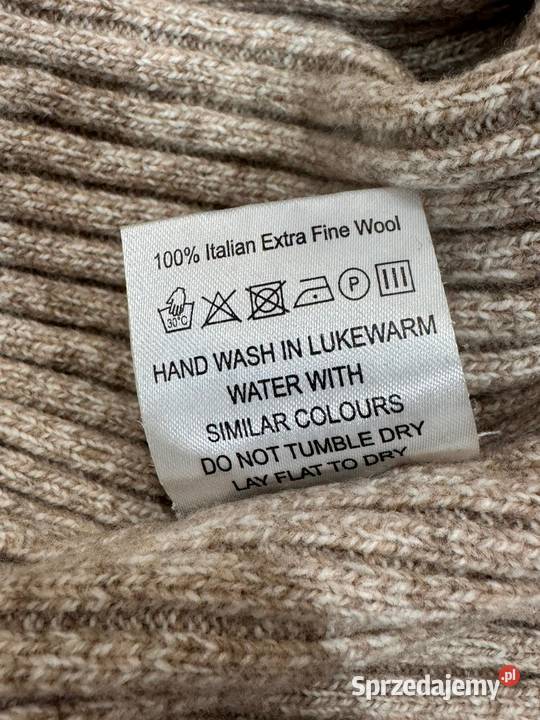 100% Italian Extra Fine Wool
30°C P
HAND WASH IN LUKEWARM
WATER WITH
SIMILAR COLOURS
DO NOT TUMBLE DRY
LAY FLAT TO DRY
Sprzedajemy.pl